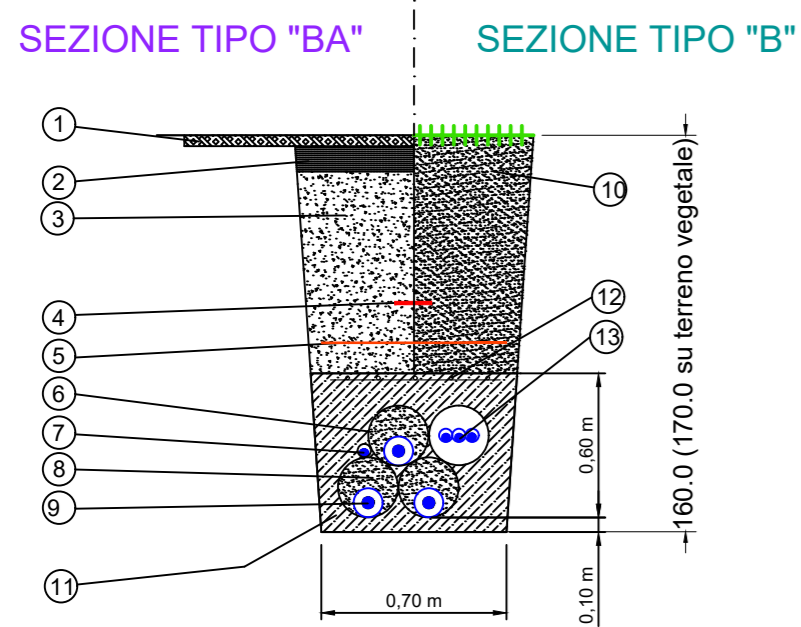 SEZIONE TIPO "BA"
SEZIONE TIPO "B"
1
2
3
4
5
6
7
8
9
11
10
12
13
0,60 m
160.0 (170.0 su terreno vegetale)
0,70 m
0,10 m